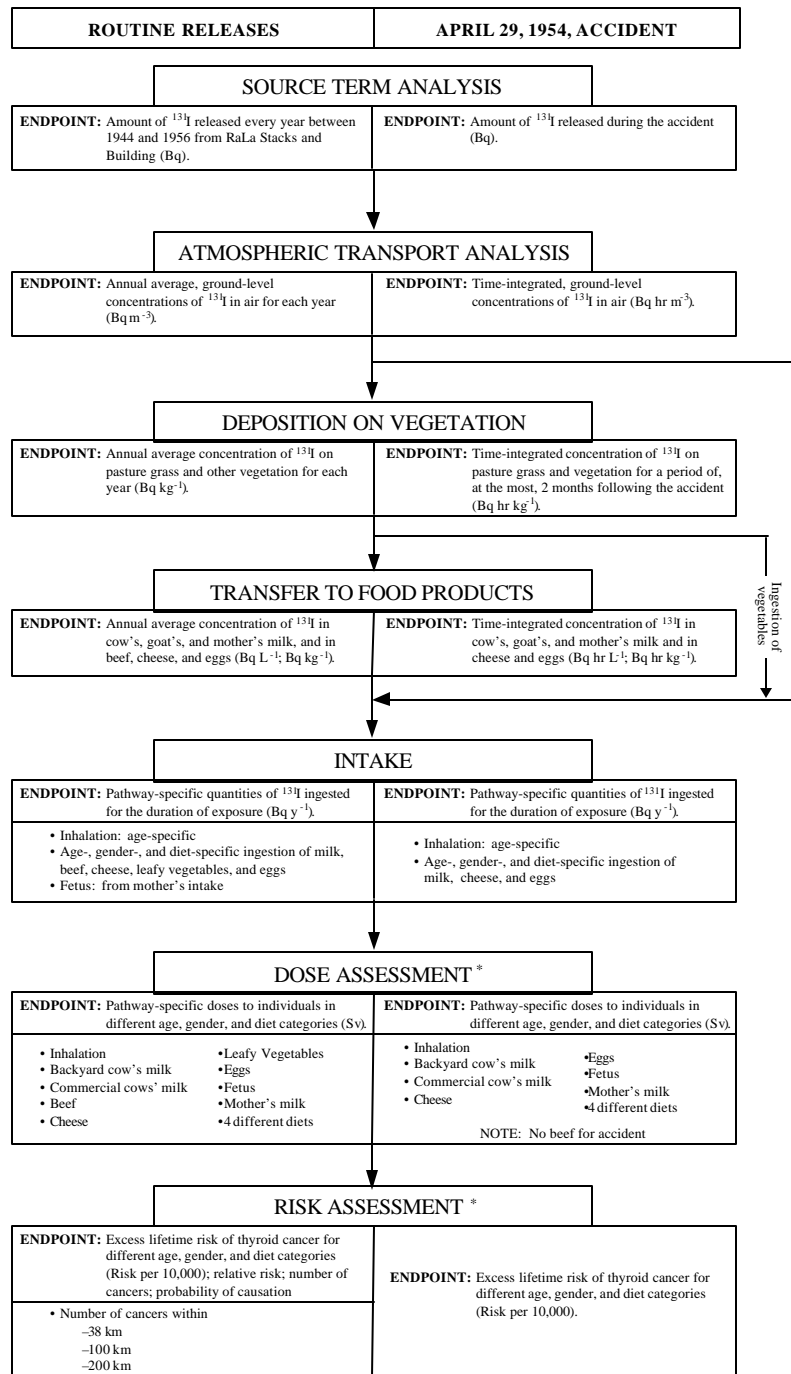 ROUTINE RELEASES
APRIL 29, 1954, ACCIDENT
SOURCE TERM ANALYSIS
ENDPOINT: Amount of ¹³¹I released every year between
1944 and 1956 from RaLa Stacks and
Building (Bq).
ENDPOINT: Amount of ¹³¹I released during the accident
(Bq).
ATMOSPHERIC TRANSPORT ANALYSIS
ENDPOINT: Annual average, ground-level
concentrations of ¹³¹I in air for each year
(Bq m⁻³).
ENDPOINT: Time-integrated, ground-level
concentrations of ¹³¹I in air (Bq hr m⁻³).
DEPOSITION ON VEGETATION
ENDPOINT: Annual average concentration of ¹³¹I on
pasture grass and other vegetation for each
year (Bq kg⁻¹).
ENDPOINT: Time-integrated concentration of ¹³¹I on
pasture grass and vegetation for a period of,
at the most, 2 months following the accident
(Bq hr kg⁻¹).
Ingestion of
vegetables
TRANSFER TO FOOD PRODUCTS
ENDPOINT: Annual average concentration of ¹³¹I in
cow's, goat's, and mother's milk, and in
beef, cheese, and eggs (Bq L⁻¹; Bq kg⁻¹).
ENDPOINT: Time-integrated concentration of ¹³¹I in
cow's, goat's, and mother's milk and in
cheese and eggs (Bq hr L⁻¹; Bq hr kg⁻¹).
INTAKE
ENDPOINT: Pathway-specific quantities of ¹³¹I ingested
for the duration of exposure (Bq y⁻¹).
• Inhalation: age-specific
• Age-, gender-, and diet-specific ingestion of milk,
beef, cheese, leafy vegetables, and eggs
• Fetus: from mother's intake
ENDPOINT: Pathway-specific quantities of ¹³¹I ingested
for the duration of exposure (Bq y⁻¹).
• Inhalation: age-specific
• Age-, gender-, and diet-specific ingestion of
milk, cheese, and eggs
DOSE ASSESSMENT *
ENDPOINT: Pathway-specific doses to individuals in
different age, gender, and diet categories (Sv).
• Inhalation
• Backyard cow's milk
• Commercial cows' milk
• Beef
• Cheese
•Leafy Vegetables
•Eggs
•Fetus
•Mother's milk
•4 different diets
ENDPOINT: Pathway-specific doses to individuals in
different age, gender, and diet categories (Sv).
• Inhalation
• Backyard cow's milk
• Commercial cow's milk
• Cheese
•Eggs
•Fetus
•Mother's milk
•4 different diets
NOTE: No beef for accident
RISK ASSESSMENT *
ENDPOINT: Excess lifetime risk of thyroid cancer for
different age, gender, and diet categories
(Risk per 10,000); relative risk; number of
cancers; probability of causation
• Number of cancers within
–38 km
–100 km
–200 km
ENDPOINT: Excess lifetime risk of thyroid cancer for
different age, gender, and diet categories
(Risk per 10,000).